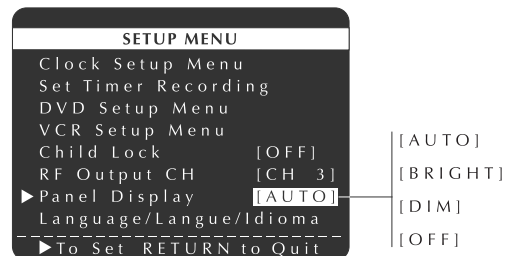 SETUP MENU
Clock Setup Menu
Set Timer Recording
DVD Setup Menu
VCR Setup Menu
Child Lock [OFF]
RF Output CH [CH 3]
▶Panel Display [AUTO]
Language/Langue/Idioma
▶To Set RETURN to Quit
[AUTO]
[BRIGHT]
[DIM]
[OFF]